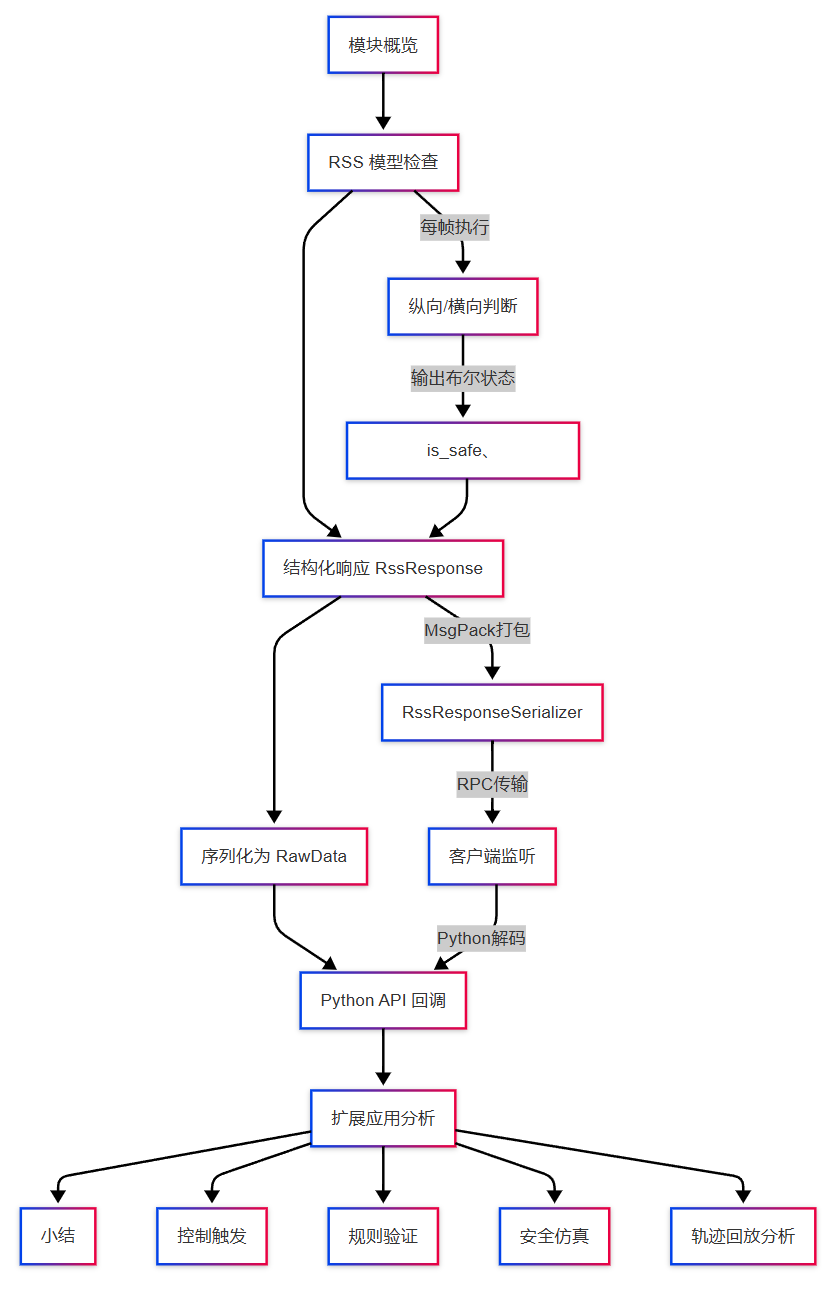 模块概览
RSS 模型检查
每帧执行
纵向/横向判断
输出布尔状态
is_safe、
结构化响应 RssResponse
MsgPack打包
RssResponseSerializer
RPC传输
序列化为 RawData
客户端监听
Python解码
Python API 回调
扩展应用分析
小结
控制触发
规则验证
安全仿真
轨迹回放分析